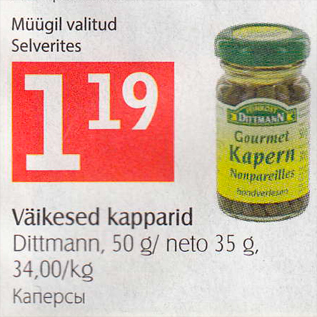 Müügil valitud
Selverites
1 19
FEINKOST
DITTMANN
Gourmet
Kapern
Nonpareilles
handverlesen
Väikesed kapparid
Dittmann, 50 g/ neto 35 g,
34,00/kg
Каперсы